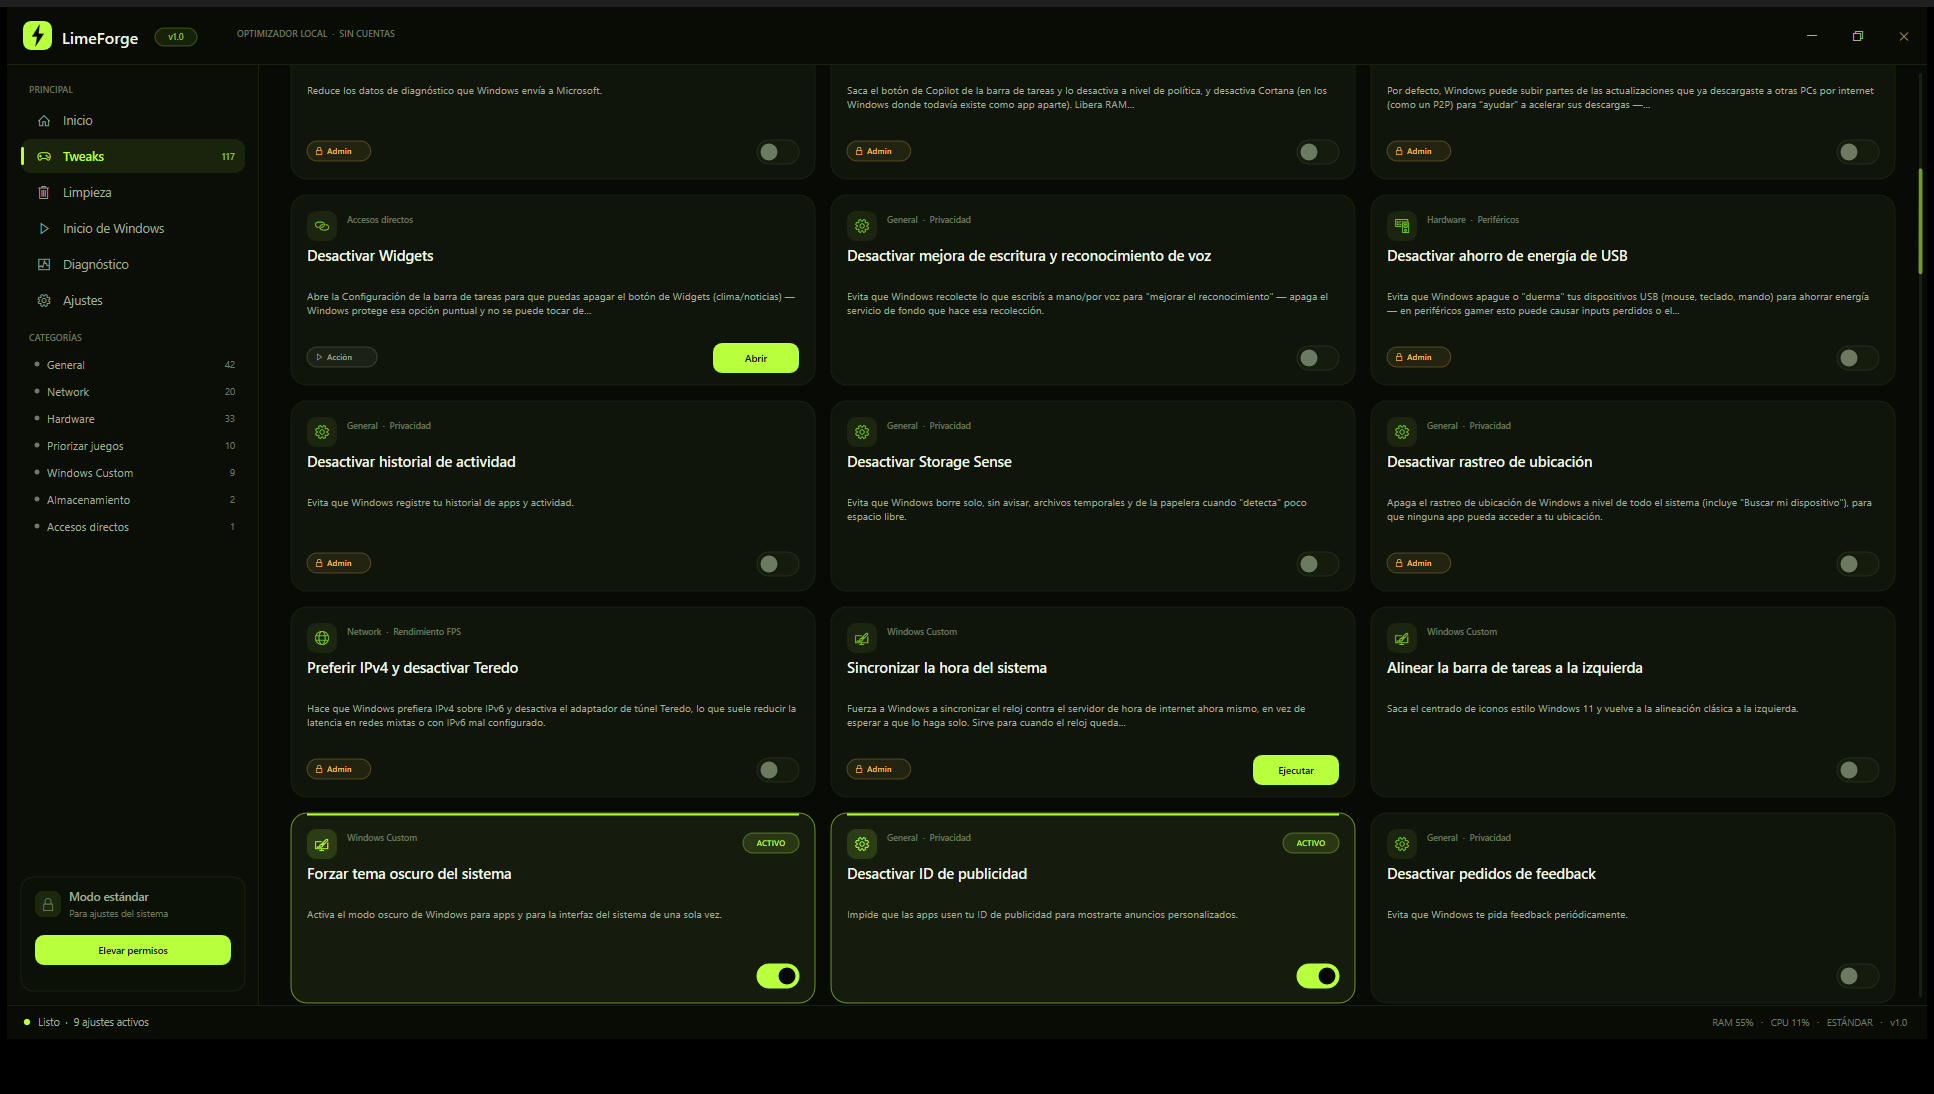 LimeForge
v1.0
OPTIMIZADOR LOCAL · SIN CUENTAS
PRINCIPAL
Inicio
Tweaks
117
Limpieza
Inicio de Windows
Diagnóstico
Ajustes
CATEGORÍAS
General
42
Network
20
Hardware
33
Priorizar juegos
10
Windows Custom
9
Almacenamiento
2
Accesos directos
1
Modo estándar
Para ajustes del sistema
Elevar permisos
Reduce los datos de diagnóstico que Windows envía a Microsoft.
Admin
Saca el botón de Copilot de la barra de tareas y lo desactiva a nivel de política, y desactiva Cortana (en los
Windows donde todavía existe como app aparte). Libera RAM...
Admin
Por defecto, Windows puede subir partes de las actualizaciones que ya descargaste a otras PCs por internet
(como un P2P) para "ayudar" a acelerar sus descargas —...
Admin
Accesos directos
Desactivar Widgets
Abre la Configuración de la barra de tareas para que puedas apagar el botón de Widgets (clima/noticias) —
Windows protege esa opción puntual y no se puede tocar de...
Acción
Abrir
General · Privacidad
Desactivar mejora de escritura y reconocimiento de voz
Evita que Windows recolecte lo que escribís a mano/por voz para "mejorar el reconocimiento" — apaga el
servicio de fondo que hace esa recolección.
Hardware · Periféricos
Desactivar ahorro de energía de USB
Evita que Windows apague o "duerma" tus dispositivos USB (mouse, teclado, mando) para ahorrar energía
— en periféricos gamer esto puede causar inputs perdidos o el...
Admin
General · Privacidad
Desactivar historial de actividad
Evita que Windows registre tu historial de apps y actividad.
Admin
General · Privacidad
Desactivar Storage Sense
Evita que Windows borre solo, sin avisar, archivos temporales y de la papelera cuando "detecta" poco
espacio libre.
General · Privacidad
Desactivar rastreo de ubicación
Apaga el rastreo de ubicación de Windows a nivel de todo el sistema (incluye "Buscar mi dispositivo"), para
que ninguna app pueda acceder a tu ubicación.
Admin
Network · Rendimiento FPS
Preferir IPv4 y desactivar Teredo
Hace que Windows prefiera IPv4 sobre IPv6 y desactiva el adaptador de túnel Teredo, lo que suele reducir la
latencia en redes mixtas o con IPv6 mal configurado.
Admin
Windows Custom
Sincronizar la hora del sistema
Fuerza a Windows a sincronizar el reloj contra el servidor de hora de internet ahora mismo, en vez de
esperar a que lo haga solo. Sirve para cuando el reloj queda...
Admin
Ejecutar
Windows Custom
Alinear la barra de tareas a la izquierda
Saca el centrado de iconos estilo Windows 11 y vuelve a la alineación clásica a la izquierda.
Windows Custom
ACTIVO
Forzar tema oscuro del sistema
Activa el modo oscuro de Windows para apps y para la interfaz del sistema de una sola vez.
General · Privacidad
ACTIVO
Desactivar ID de publicidad
Impide que las apps usen tu ID de publicidad para mostrarte anuncios personalizados.
General · Privacidad
Desactivar pedidos de feedback
Evita que Windows te pida feedback periódicamente.
Listo · 9 ajustes activos
RAM 55% · CPU 11% · ESTÁNDAR · v1.0